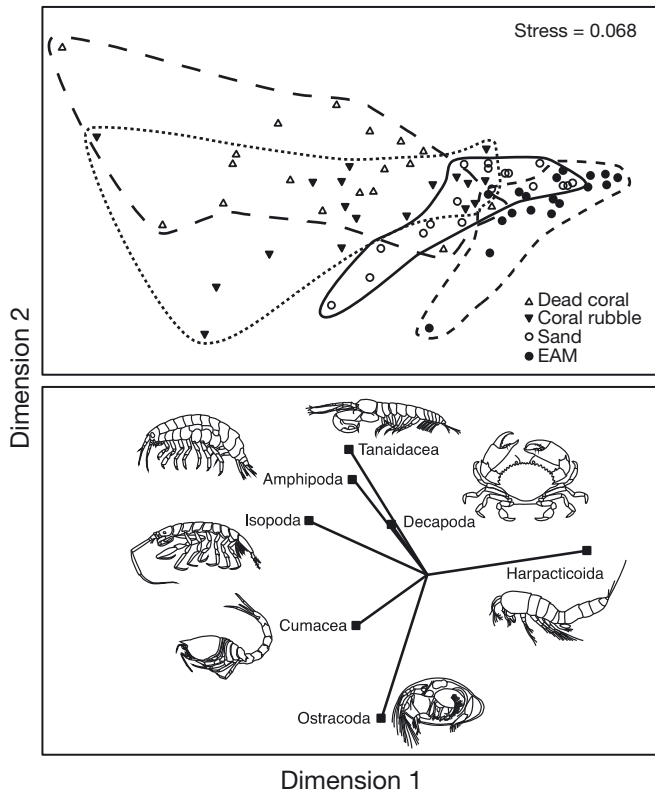 Stress = 0.068
Dead coral
Coral rubble
Sand
EAM
Dimension 2
Tanaidacea
Amphipoda
Isopoda
Decapoda
Harpacticoida
Cumacea
Ostracoda
Dimension 1